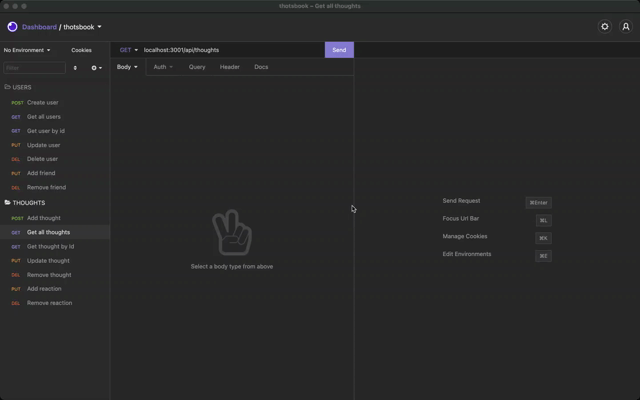 thotsbook – Get all thoughts
Dashboard / thotsbook
No Environment
Cookies
GET
localhost:3001/api/thoughts
Send
Filter
Body
Auth
Query
Header
Docs
USERS
POST Create user
GET Get all users
GET Get user by id
PUT Update user
DEL Delete user
PUT Add friend
DEL Remove friend
THOUGHTS
POST Add thought
GET Get all thoughts
GET Get thought by Id
PUT Update thought
DEL Remove thought
PUT Add reaction
DEL Remove reaction
Select a body type from above
Send Request ⌘Enter
Focus Url Bar ⌘L
Manage Cookies ⌘K
Edit Environments ⌘E